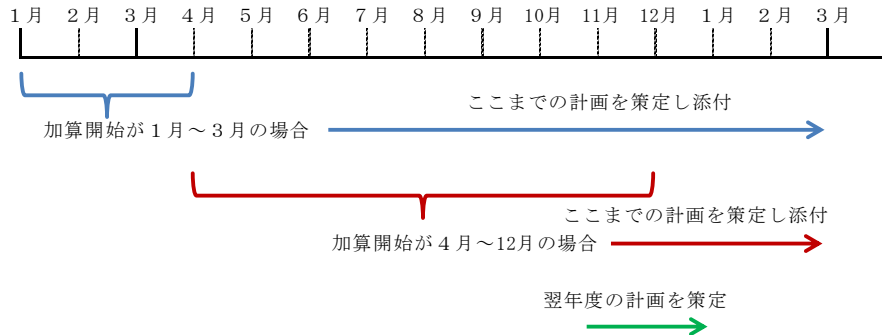 １月 ２月 ３月 ４月 ５月 ６月 ７月 ８月 ９月 10月 11月 12月 １月 ２月 ３月
ここまでの計画を策定し添付
加算開始が１月～３月の場合
ここまでの計画を策定し添付
加算開始が４月～12月の場合
翌年度の計画を策定